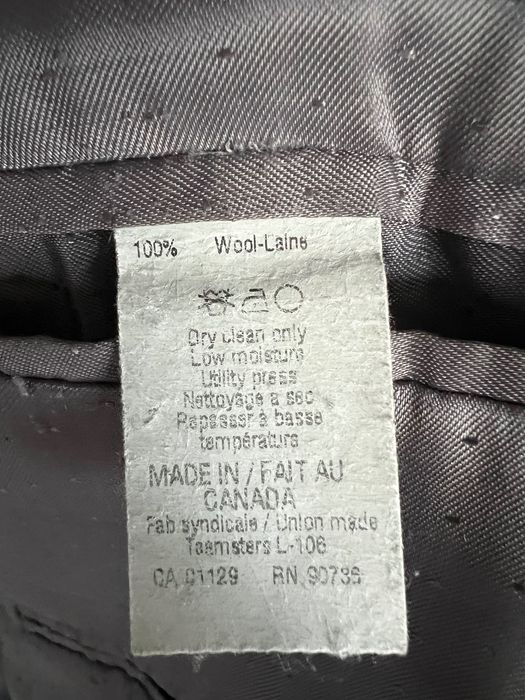 100% Wool-Laine
Dry clean only
Low moisture
Utility press
Nettoyage a sec
Repasser à basse
température
MADE IN / FAIT AU
CANADA
Fab syndicale / Union made
Teamsters L-106
CA 01129 RN 90736